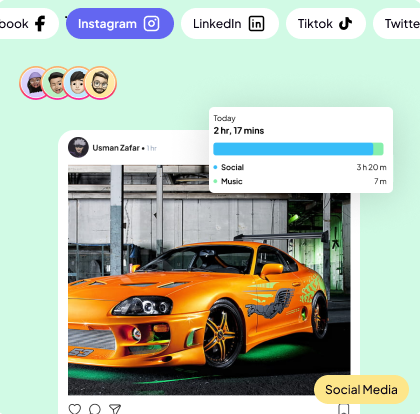 book
Instagram
LinkedIn
Tiktok
Twitte
Today
2 hr, 17 mins
Social 3 h 20 m
Music 7 m
Usman Zafar • 1 hr
Social Media